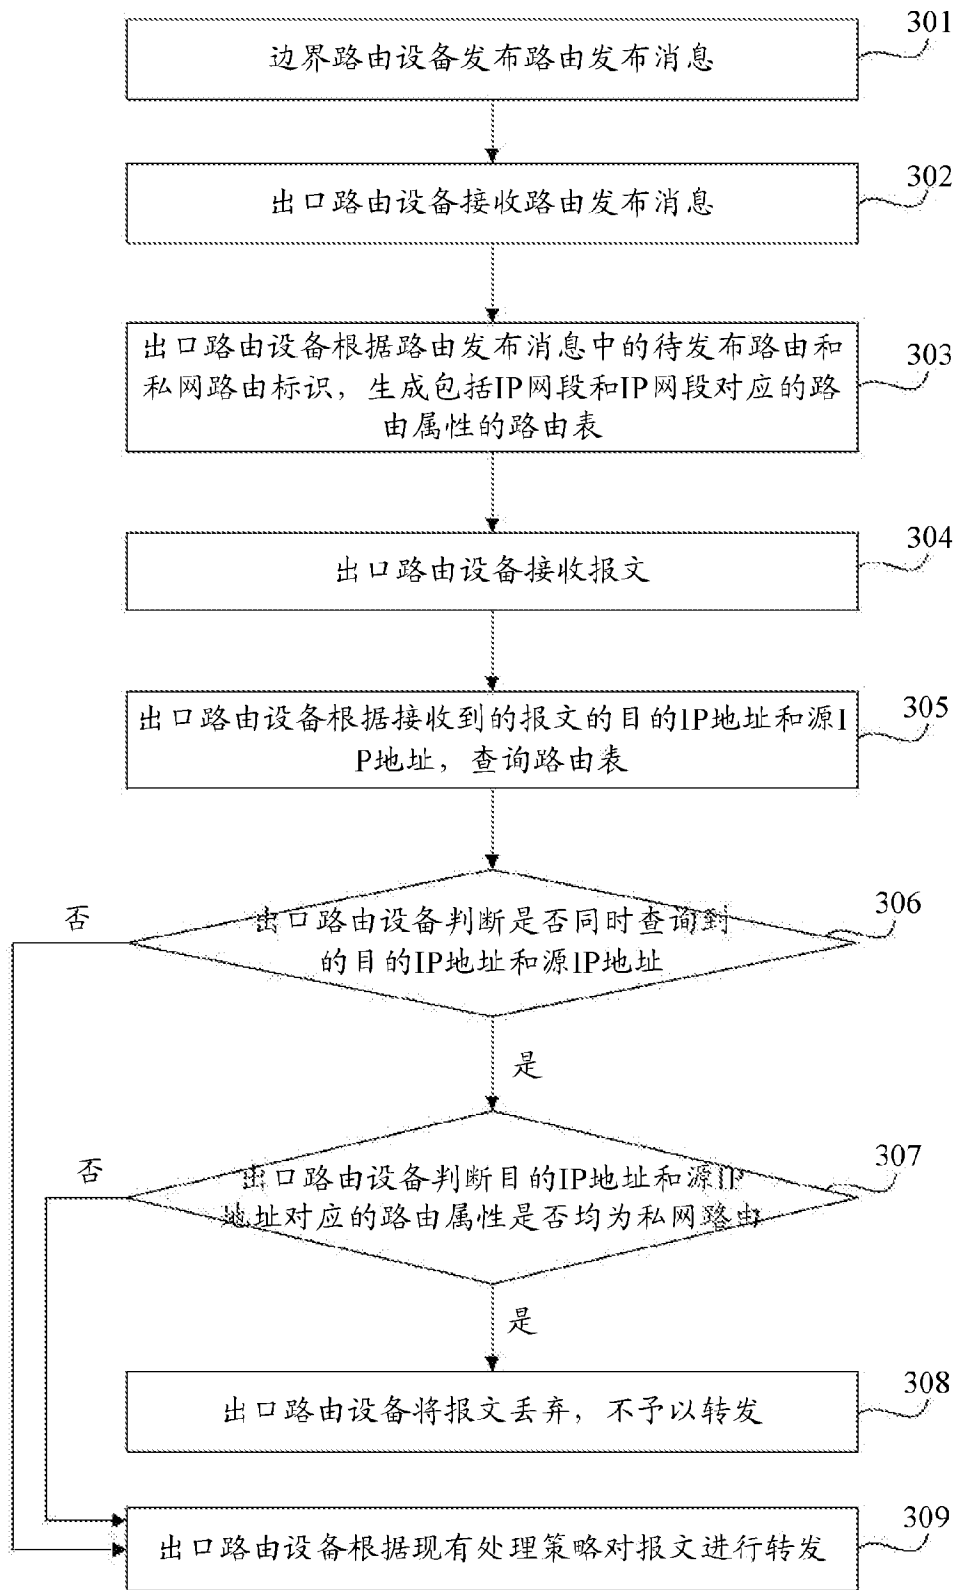 301
边界路由设备发布路由发布消息
302
出口路由设备接收路由发布消息
303
出口路由设备根据路由发布消息中的待发布路由和
私网路由标识，生成包括IP网段和IP网段对应的路
由属性的路由表
304
出口路由设备接收报文
305
出口路由设备根据接收到的报文的目的IP地址和源I
P地址，查询路由表
306
否
出口路由设备判断是否同时查询到
的目的IP地址和源IP地址
是
307
否
出口路由设备判断目的IP地址和源IP
地址对应的路由属性是否均为私网路由
是
308
出口路由设备将报文丢弃，不予以转发
309
出口路由设备根据现有处理策略对报文进行转发